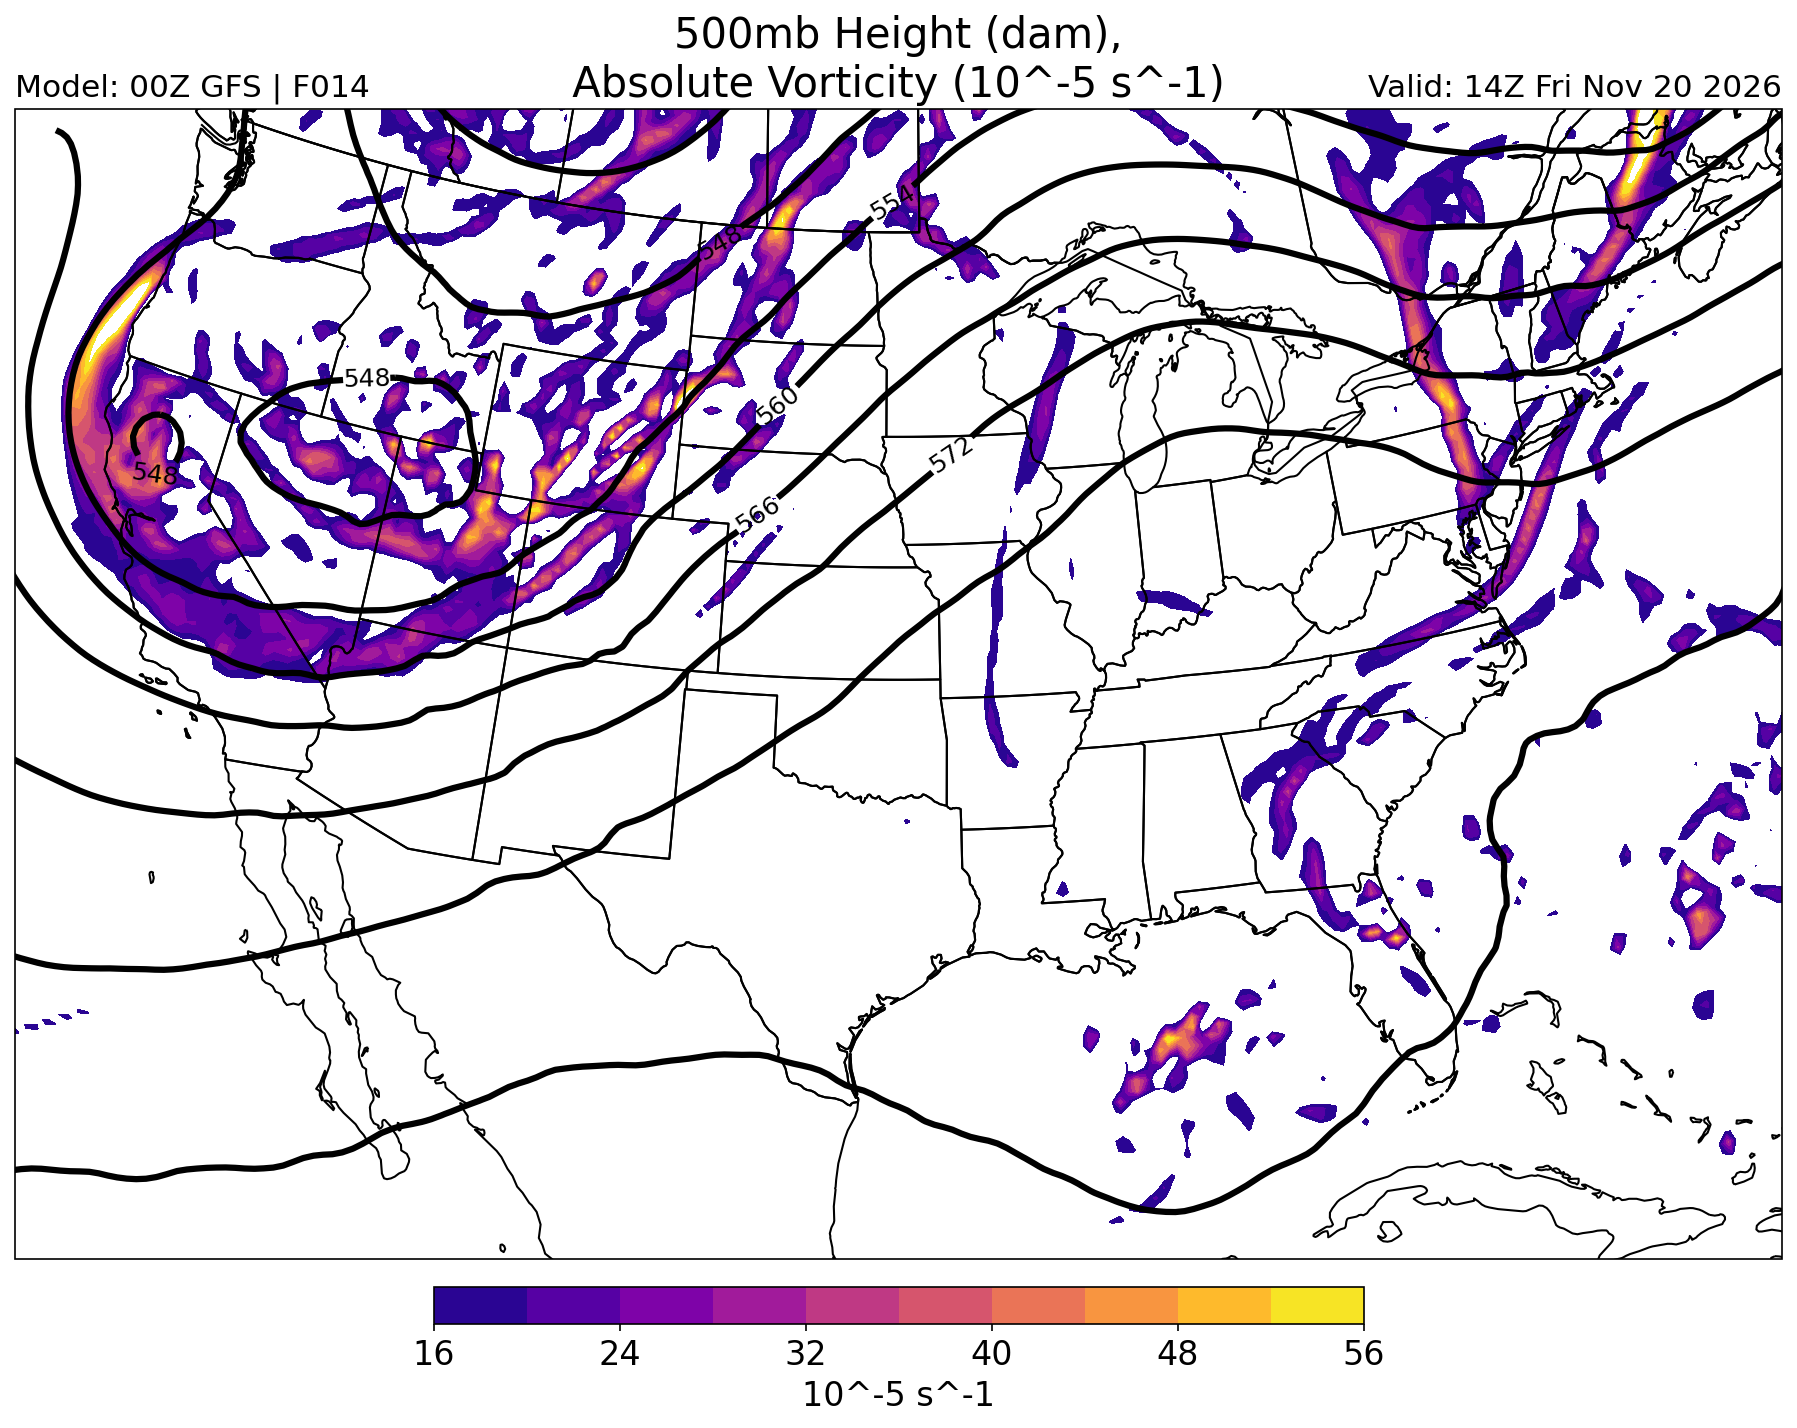 500mb Height (dam),
Model: 00Z GFS | F014
Absolute Vorticity (10^-5 s^-1)
Valid: 14Z Fri Nov 20 2026
554
548
548
560
572
548
566
16
24
32
40
48
56
10^-5 s^-1